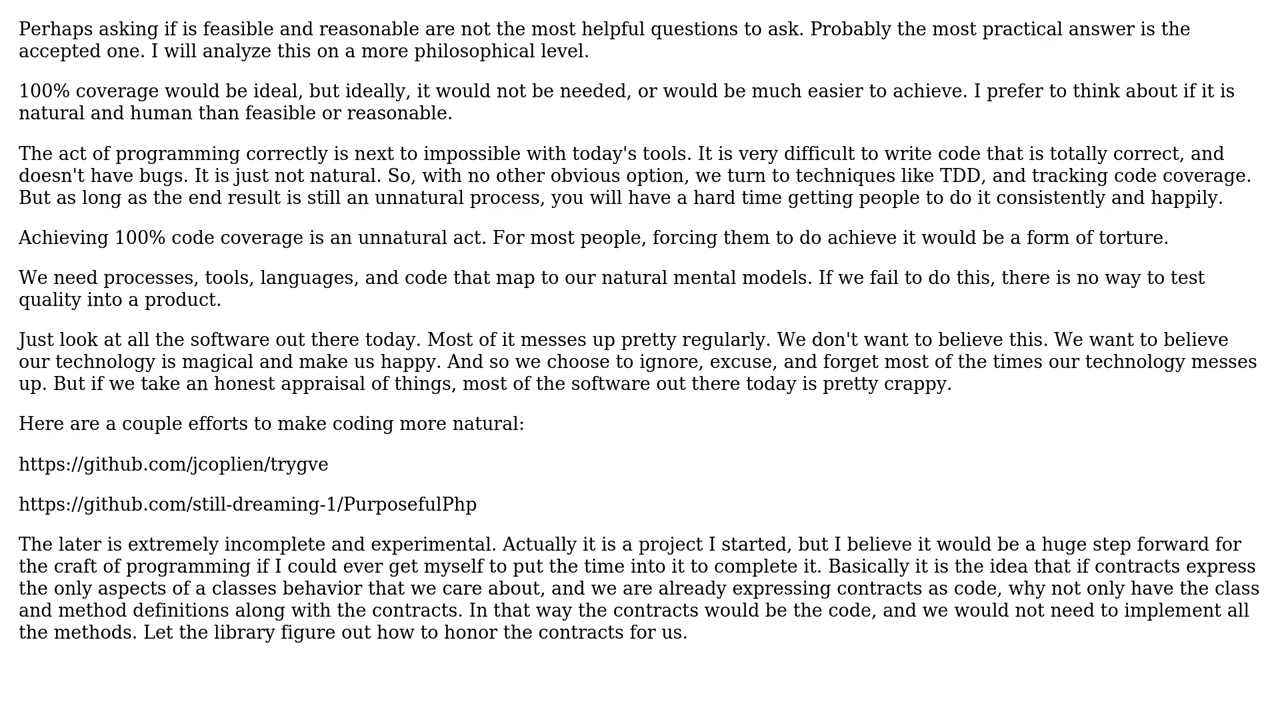 Perhaps asking if is feasible and reasonable are not the most helpful questions to ask. Probably the most practical answer is the
accepted one. I will analyze this on a more philosophical level.
100% coverage would be ideal, but ideally, it would not be needed, or would be much easier to achieve. I prefer to think about if it is
natural and human than feasible or reasonable.
The act of programming correctly is next to impossible with today's tools. It is very difficult to write code that is totally correct, and
doesn't have bugs. It is just not natural. So, with no other obvious option, we turn to techniques like TDD, and tracking code coverage.
But as long as the end result is still an unnatural process, you will have a hard time getting people to do it consistently and happily.
Achieving 100% code coverage is an unnatural act. For most people, forcing them to do achieve it would be a form of torture.
We need processes, tools, languages, and code that map to our natural mental models. If we fail to do this, there is no way to test
quality into a product.
Just look at all the software out there today. Most of it messes up pretty regularly. We don't want to believe this. We want to believe
our technology is magical and make us happy. And so we choose to ignore, excuse, and forget most of the times our technology messes
up. But if we take an honest appraisal of things, most of the software out there today is pretty crappy.
Here are a couple efforts to make coding more natural:
https://github.com/jcoplien/trygve
https://github.com/still-dreaming-1/PurposefulPhp
The later is extremely incomplete and experimental. Actually it is a project I started, but I believe it would be a huge step forward for
the craft of programming if I could ever get myself to put the time into it to complete it. Basically it is the idea that if contracts express
the only aspects of a classes behavior that we care about, and we are already expressing contracts as code, why not only have the class
and method definitions along with the contracts. In that way the contracts would be the code, and we would not need to implement all
the methods. Let the library figure out how to honor the contracts for us.